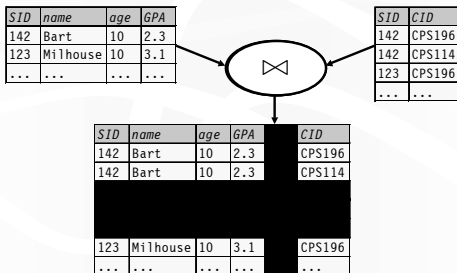 SID name age GPA
142 Bart 10 2.3
123 Milhouse 10 3.1
... ... ... ...
SID CID
142 CPS196
142 CPS114
123 CPS196
... ...
⋈
SID name age GPA CID
142 Bart 10 2.3 CPS196
142 Bart 10 2.3 CPS114
123 Milhouse 10 3.1 CPS196
... ... ... ... ...